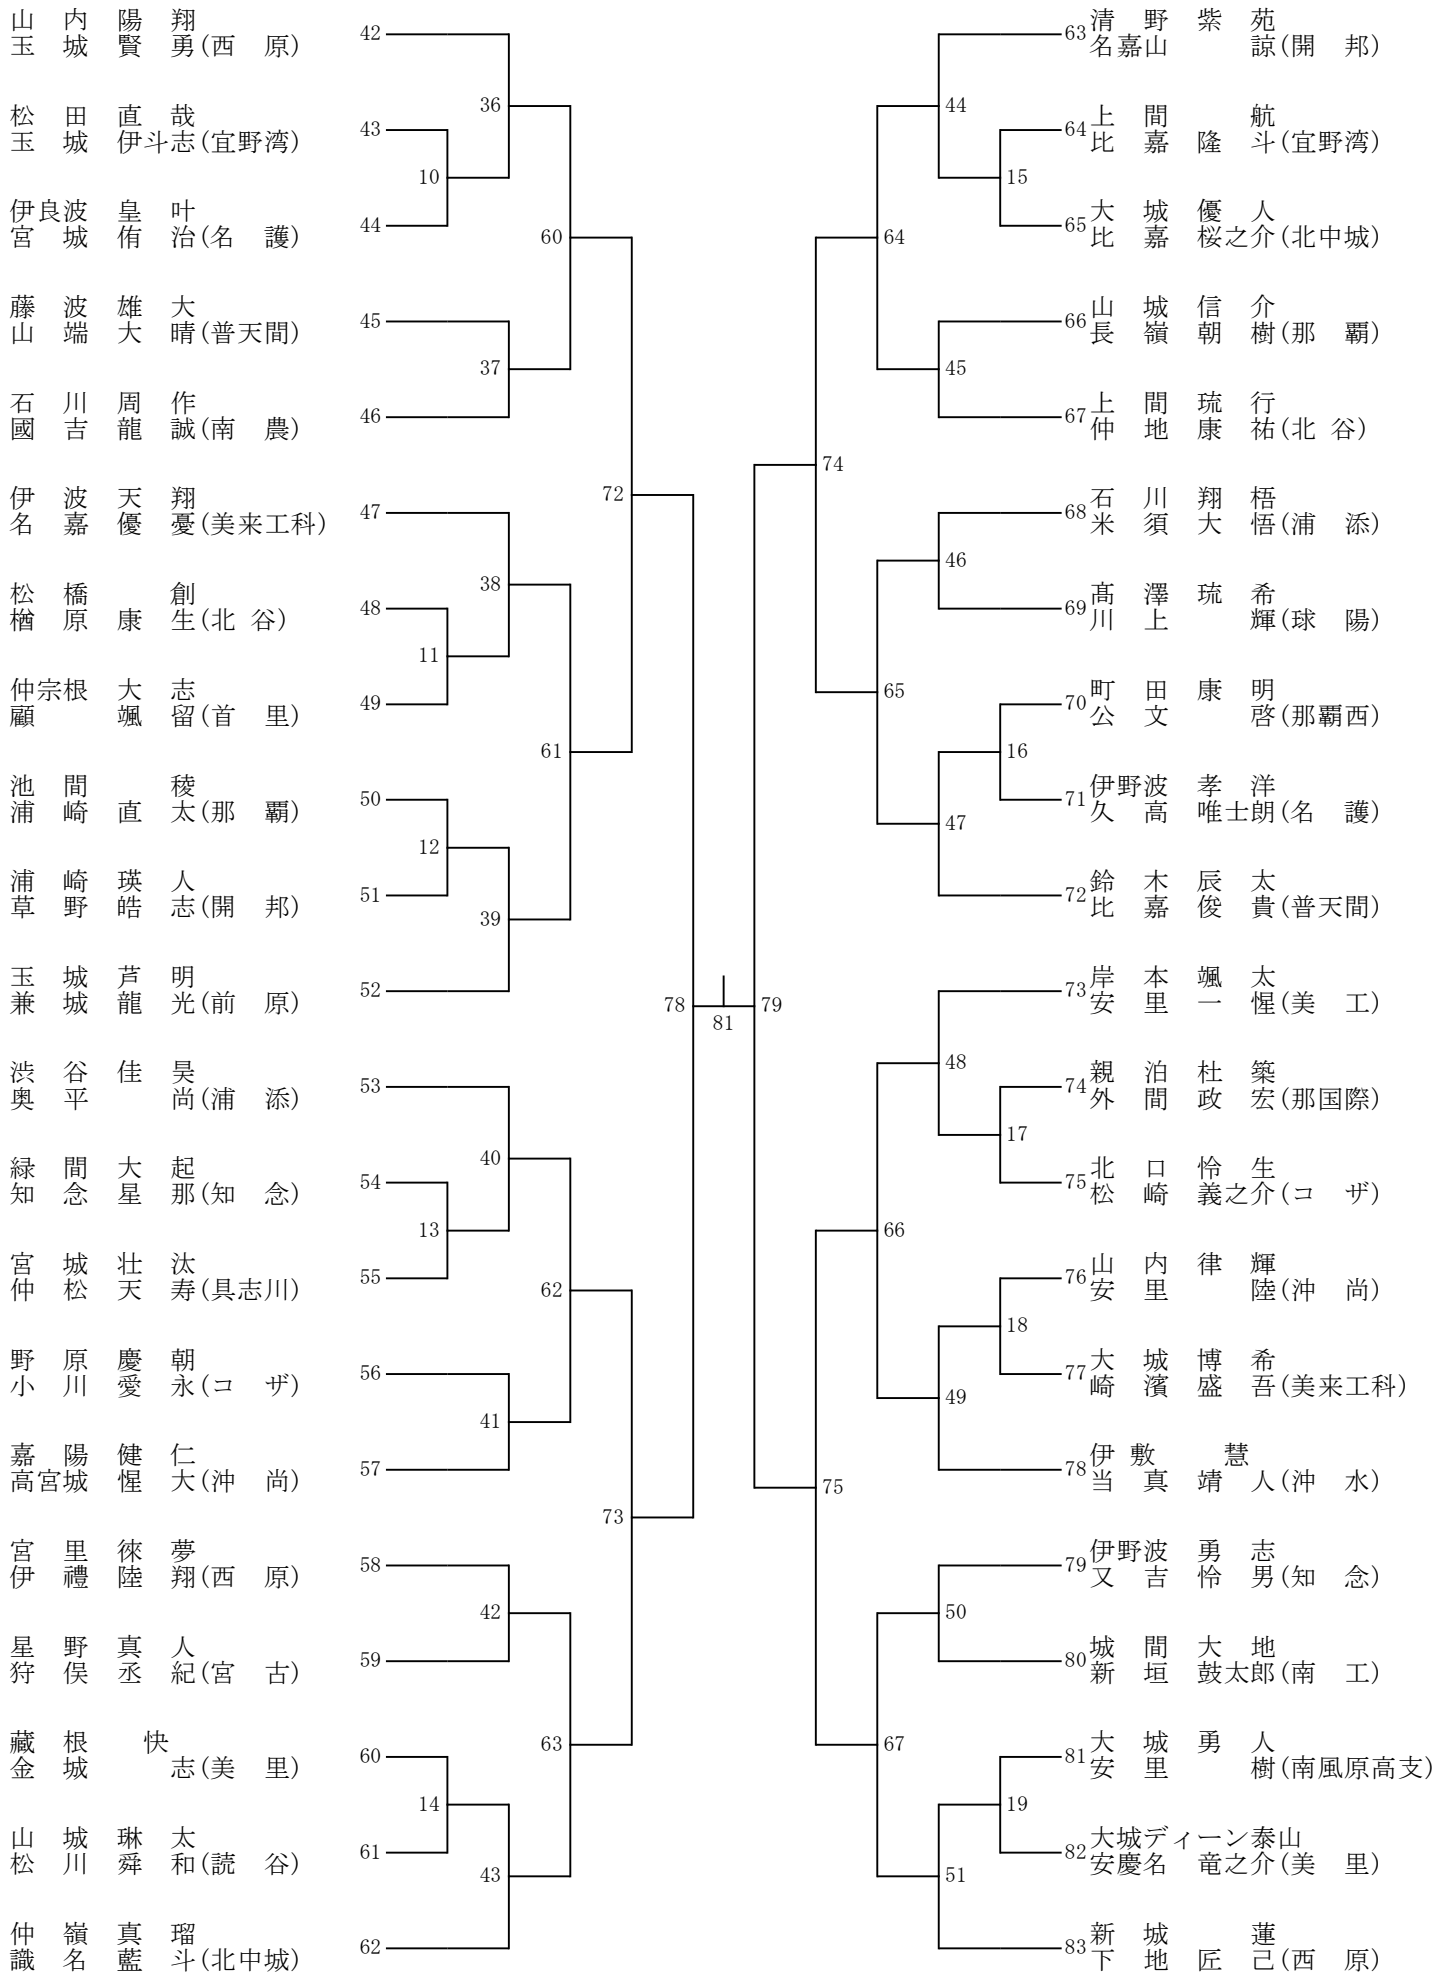 山内陽翔
玉城賢勇(西原)
42
松田直哉
玉城伊斗志(宜野湾)
43
伊良波皇叶
宮城侑治(名護)
44
藤波雄大
山端大晴(普天間)
45
石川周作
國吉龍誠(南農)
46
伊波天翔
名嘉優憂(美来工科)
47
松橋創
楢原康生(北谷)
48
仲宗根大志
顧颯留(首里)
49
池間稜
浦崎直太(那覇)
50
浦崎瑛人
草野皓志(開邦)
51
玉城芦明
兼城龍光(前原)
52
渋谷佳昊
奥平尚(浦添)
53
緑間大起
知念星那(知念)
54
宮城壮汰
仲松天寿(具志川)
55
野原慶朝
小川愛永(コザ)
56
嘉陽健仁
高宮城惺大(沖尚)
57
宮里徠夢
伊禮陸翔(西原)
58
星野真人
狩俣丞紀(宮古)
59
藏根快
金城志(美里)
60
山城琳太
松川舜和(読谷)
61
仲嶺真瑠
識名藍斗(北中城)
62
10
11
12
13
14
36
37
38
39
40
41
42
43
60
61
62
63
72
73
78
81
79
74
75
64
65
66
67
44
45
46
47
48
49
50
51
15
16
17
18
19
63
清野紫苑
名嘉山諒(開邦)
64
上間航
比嘉隆斗(宜野湾)
65
大城優人
比嘉桜之介(北中城)
66
山城信介
長嶺朝樹(那覇)
67
上間琉行
仲地康祐(北谷)
68
石川翔梧
米須大悟(浦添)
69
髙澤琉希
川上輝(球陽)
70
町田康明
公文啓(那覇西)
71
伊野波孝洋
久高唯士朗(名護)
72
鈴木辰太
比嘉俊貴(普天間)
73
岸本颯太
安里一惺(美工)
74
親泊杜築
外間政宏(那国際)
75
北口怜生
松崎義之介(コザ)
76
山内律輝
安里陸(沖尚)
77
大城博希
崎濱盛吾(美来工科)
78
伊敷慧
当真靖人(沖水)
79
伊野波勇志
又吉怜男(知念)
80
城間大地
新垣鼓太郎(南工)
81
大城勇人
安里樹(南風原高支)
82
大城ディーン泰山
安慶名竜之介(美里)
83
新城蓮
下地匠己(西原)